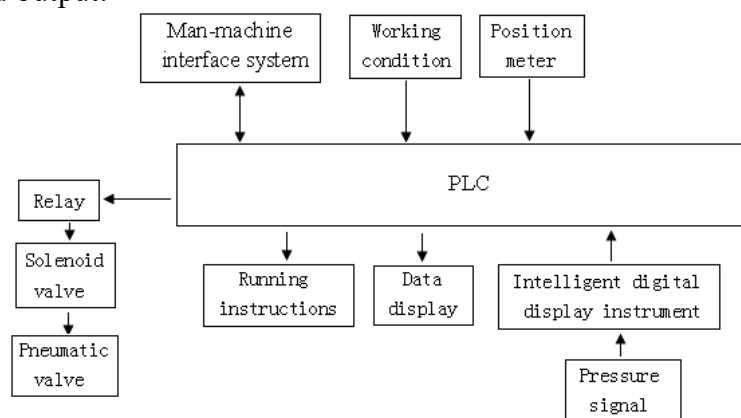 output.
Man-machine
interface system
Working
condition
Position
meter
PLC
Relay
Solenoid
valve
Pneumatic
valve
Running
instructions
Data
display
Intelligent digital
display instrument
Pressure
signal